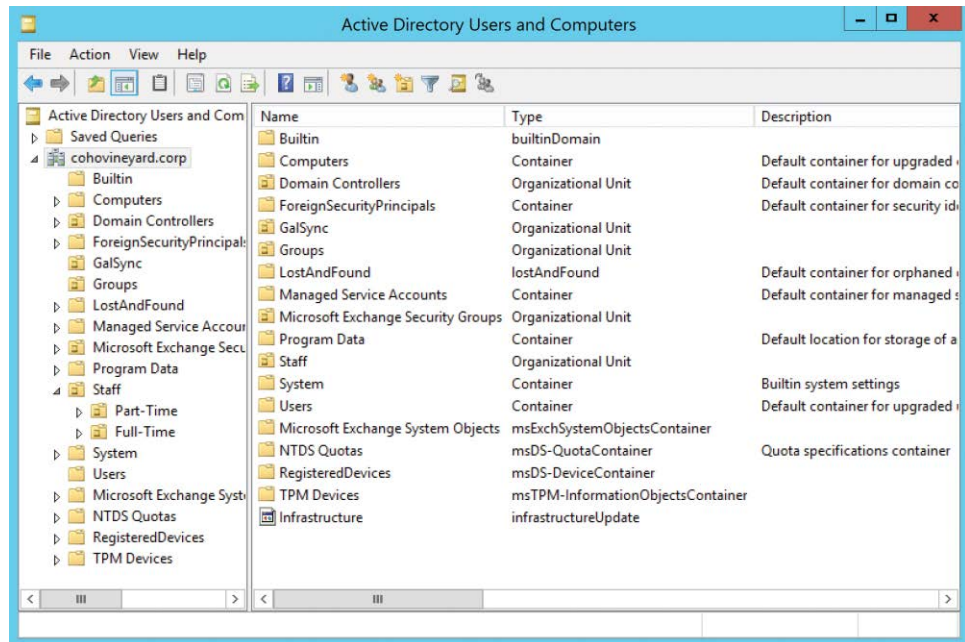 Active Directory Users and Computers
File Action View Help
Active Directory Users and Com
Saved Queries
cohovineyard.corp
Builtin
Computers
Domain Controllers
ForeignSecurityPrincipals
GalSync
Groups
LostAndFound
Managed Service Accour
Microsoft Exchange Secu
Program Data
Staff
Part-Time
Full-Time
System
Users
Microsoft Exchange Syst
NTDS Quotas
RegisteredDevices
TPM Devices
Name Type Description
Builtin builtinDomain
Computers Container Default container for upgraded
Domain Controllers Organizational Unit Default container for domain co
ForeignSecurityPrincipals Container Default container for security id
GalSync Organizational Unit
Groups Organizational Unit
LostAndFound lostAndFound Default container for orphaned
Managed Service Accounts Container Default container for managed s
Microsoft Exchange Security Groups Organizational Unit
Program Data Container Default location for storage of a
Staff Organizational Unit
System Container Builtin system settings
Users Container Default container for upgraded
Microsoft Exchange System Objects msExchSystemObjectsContainer
NTDS Quotas msDS-QuotaContainer Quota specifications container
RegisteredDevices msDS-DeviceContainer
TPM Devices msTPM-InformationObjectsContainer
Infrastructure infrastructureUpdate